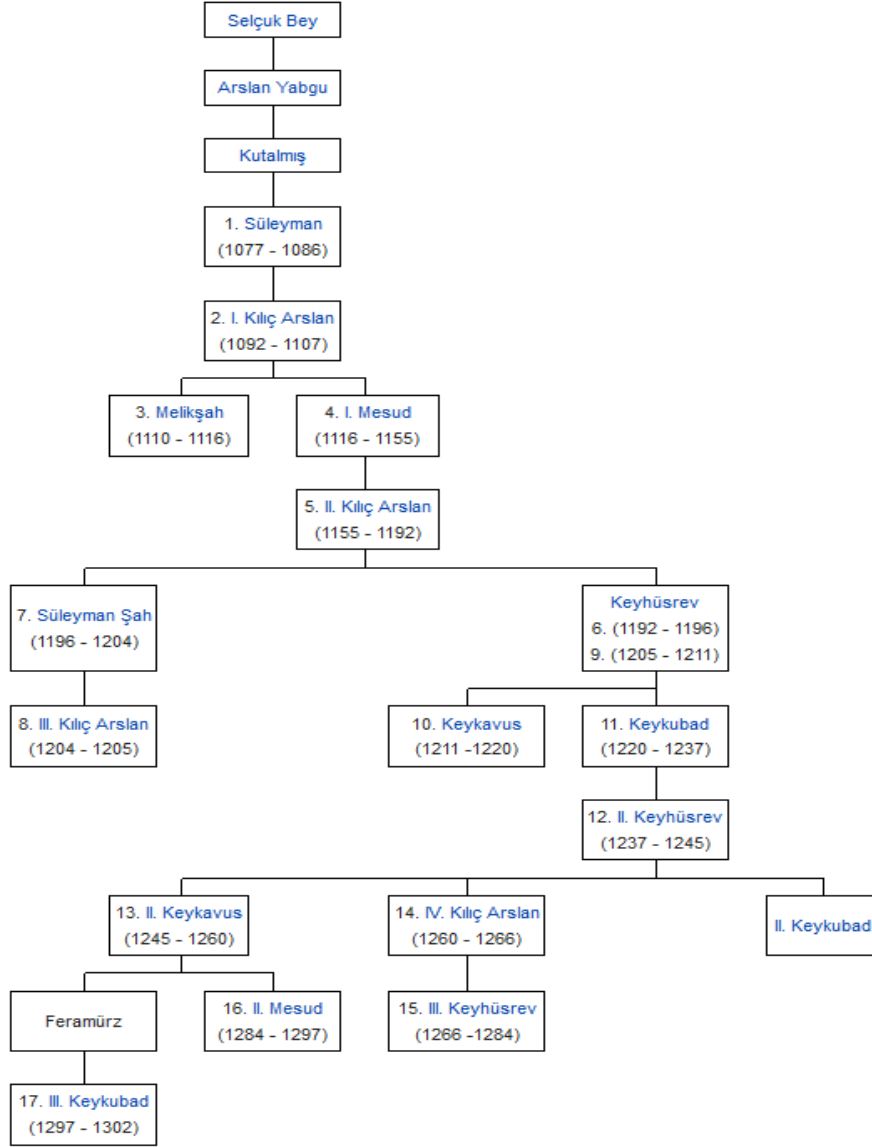 Selçuk Bey
Arslan Yabgu
Kutalmış
1. Süleyman
(1077 - 1086)
2. I. Kılıç Arslan
(1092 - 1107)
3. Melikşah
(1110 - 1116)
4. I. Mesud
(1116 - 1155)
5. II. Kılıç Arslan
(1155 - 1192)
7. Süleyman Şah
(1196 - 1204)
Keyhüsrev
6. (1192 - 1196)
9. (1205 - 1211)
8. III. Kılıç Arslan
(1204 - 1205)
10. Keykavus
(1211 -1220)
11. Keykubad
(1220 - 1237)
12. II. Keyhüsrev
(1237 - 1245)
13. II. Keykavus
(1245 - 1260)
14. IV. Kılıç Arslan
(1260 - 1266)
II. Keykubad
Feramürz
16. II. Mesud
(1284 - 1297)
15. III. Keyhüsrev
(1266 -1284)
17. III. Keykubad
(1297 - 1302)